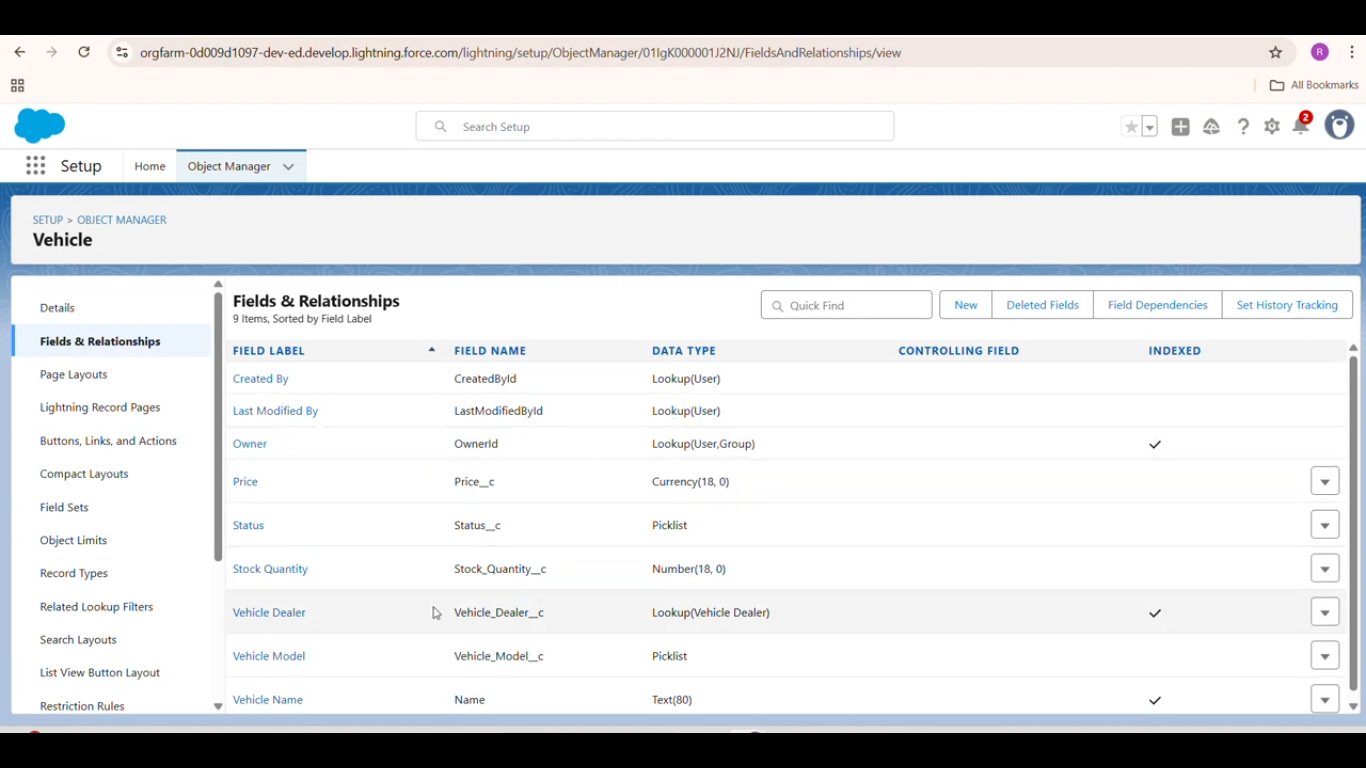 orgfarm-0d009d1097-dev-ed.develop.lightning.force.com/lightning/setup/ObjectManager/01IgK000001J2NJ/FieldsAndRelationships/view
R
All Bookmarks
Search Setup
2
Setup
Home
Object Manager
SETUP > OBJECT MANAGER
Vehicle
Details
Fields & Relationships
Page Layouts
Lightning Record Pages
Buttons, Links, and Actions
Compact Layouts
Field Sets
Object Limits
Record Types
Related Lookup Filters
Search Layouts
List View Button Layout
Restriction Rules
Fields & Relationships
9 Items, Sorted by Field Label
Quick Find
New
Deleted Fields
Field Dependencies
Set History Tracking
FIELD LABEL FIELD NAME DATA TYPE CONTROLLING FIELD INDEXED
Created By CreatedById Lookup(User)
Last Modified By LastModifiedById Lookup(User)
Owner OwnerId Lookup(User,Group)
Price Price__c Currency(18, 0)
Status Status__c Picklist
Stock Quantity Stock_Quantity__c Number(18, 0)
Vehicle Dealer Vehicle_Dealer__c Lookup(Vehicle Dealer)
Vehicle Model Vehicle_Model__c Picklist
Vehicle Name Name Text(80)